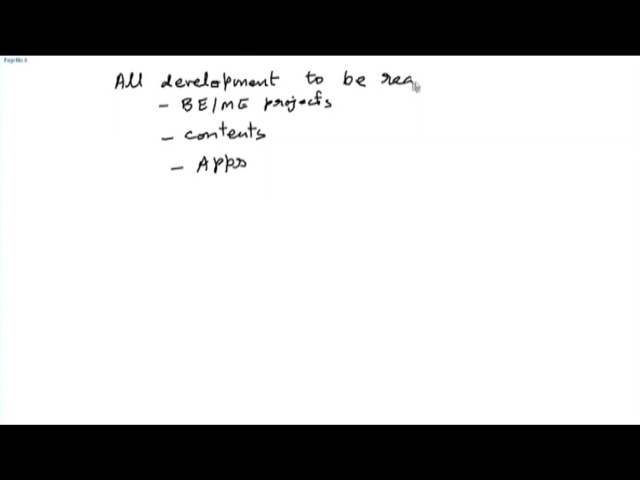 All development to be rea
- BE/ME projects
- contents
- Apps